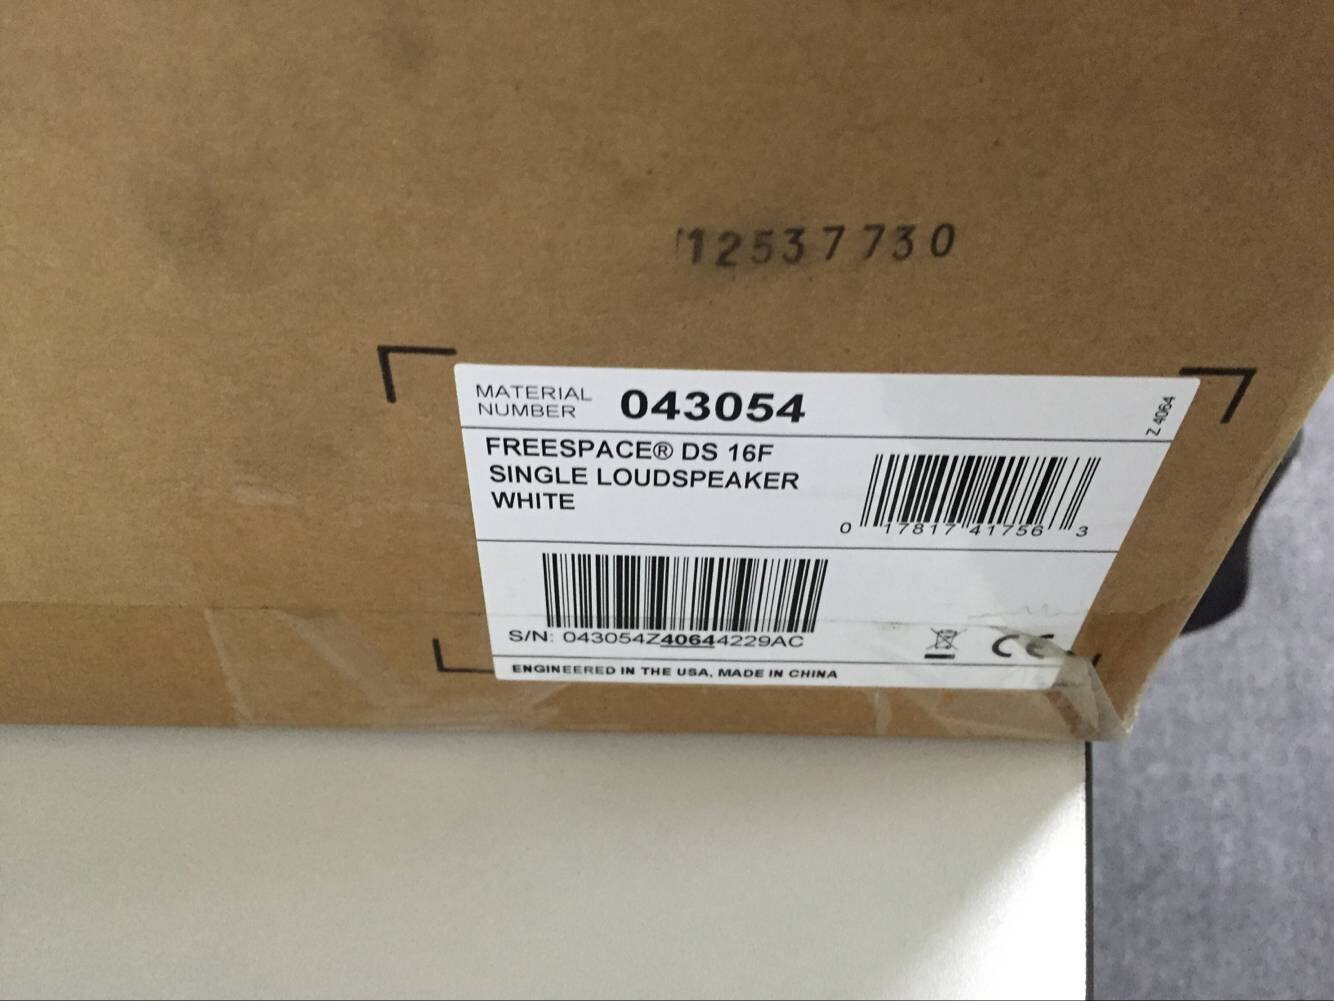 12537730
MATERIAL
NUMBER
043054
Z 4064
FREESPACE® DS 16F
SINGLE LOUDSPEAKER
WHITE
0 17817 41756 3
S/N: 043054Z40644229AC
CE
ENGINEERED IN THE USA, MADE IN CHINA